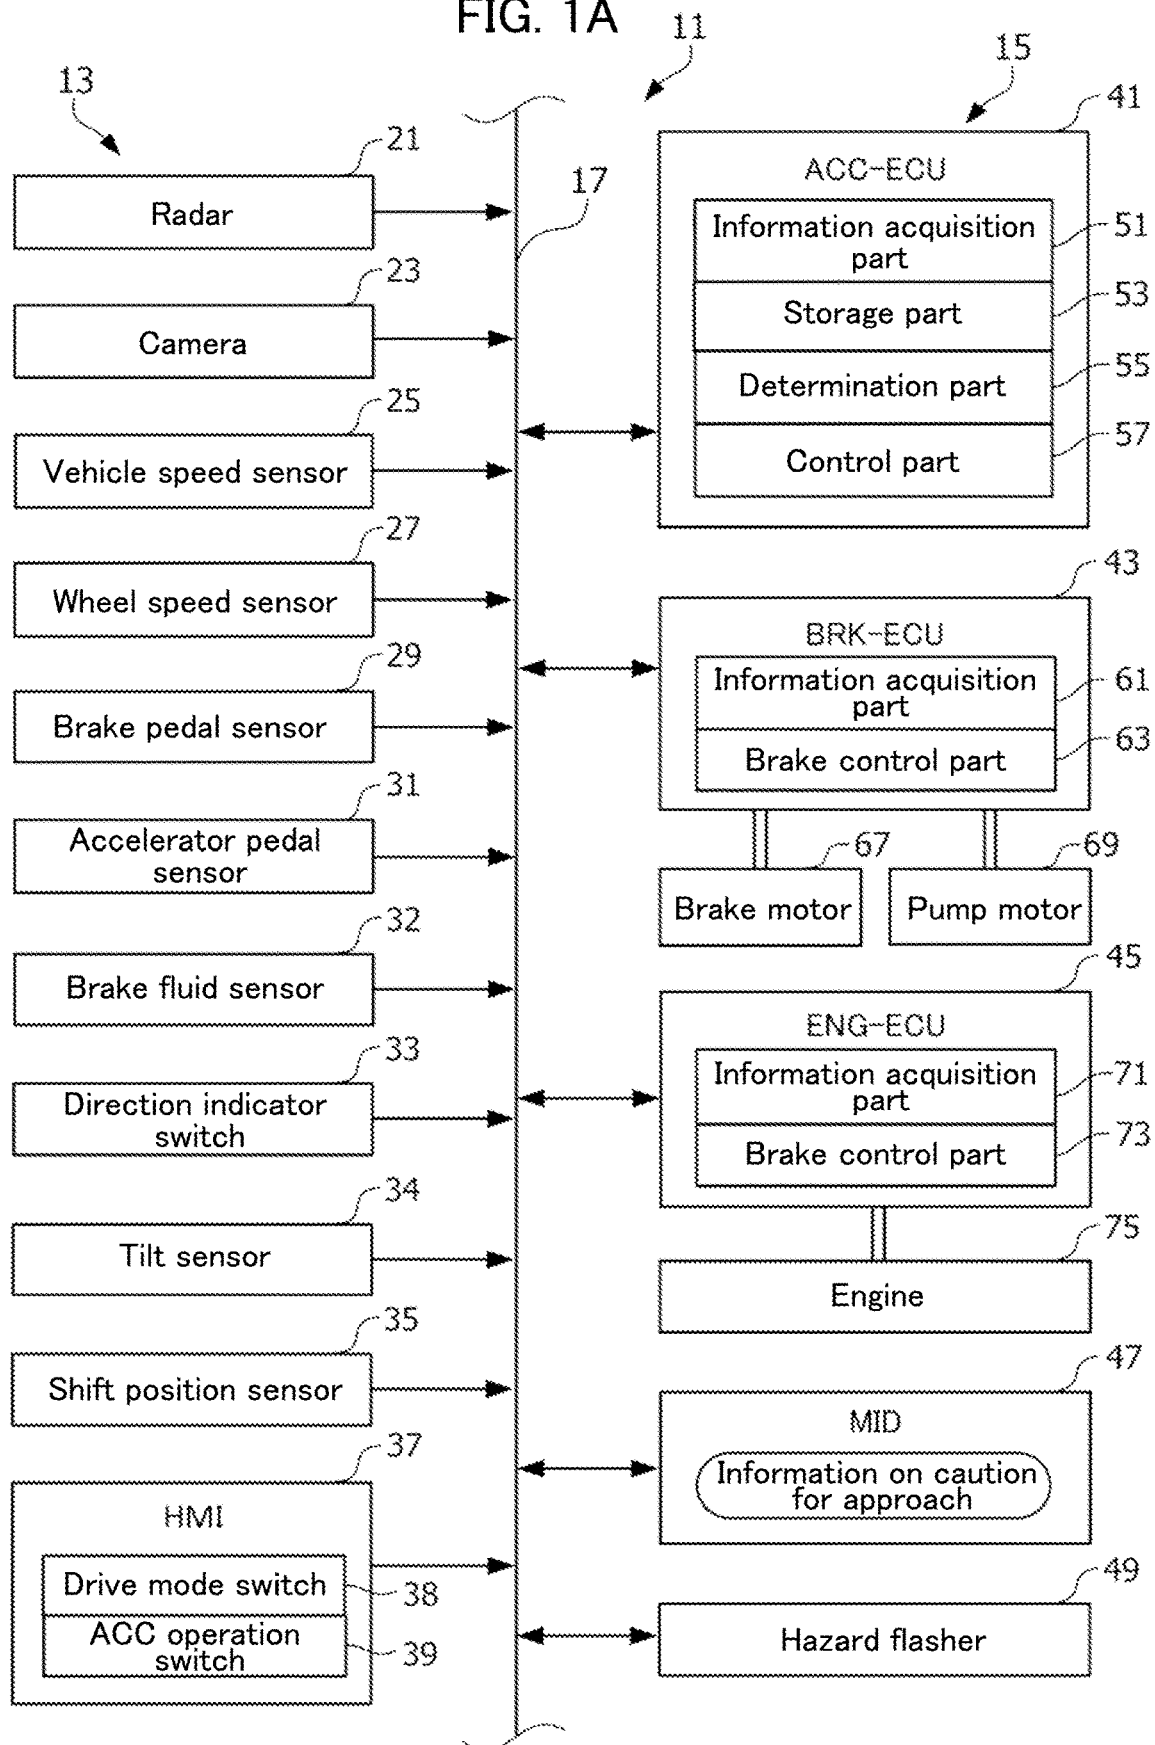 FIG. 1A
11
13
15
17
21
Radar
23
Camera
25
Vehicle speed sensor
27
Wheel speed sensor
29
Brake pedal sensor
31
Accelerator pedal
sensor
32
Brake fluid sensor
33
Direction indicator
switch
34
Tilt sensor
35
Shift position sensor
37
HMI
Drive mode switch
38
ACC operation
switch
39
41
ACC-ECU
Information acquisition
part
51
Storage part
53
Determination part
55
Control part
57
43
BRK-ECU
Information acquisition
part
61
Brake control part
63
67
Brake motor
69
Pump motor
45
ENG-ECU
Information acquisition
part
71
Brake control part
73
75
Engine
47
MID
Information on caution
for approach
49
Hazard flasher